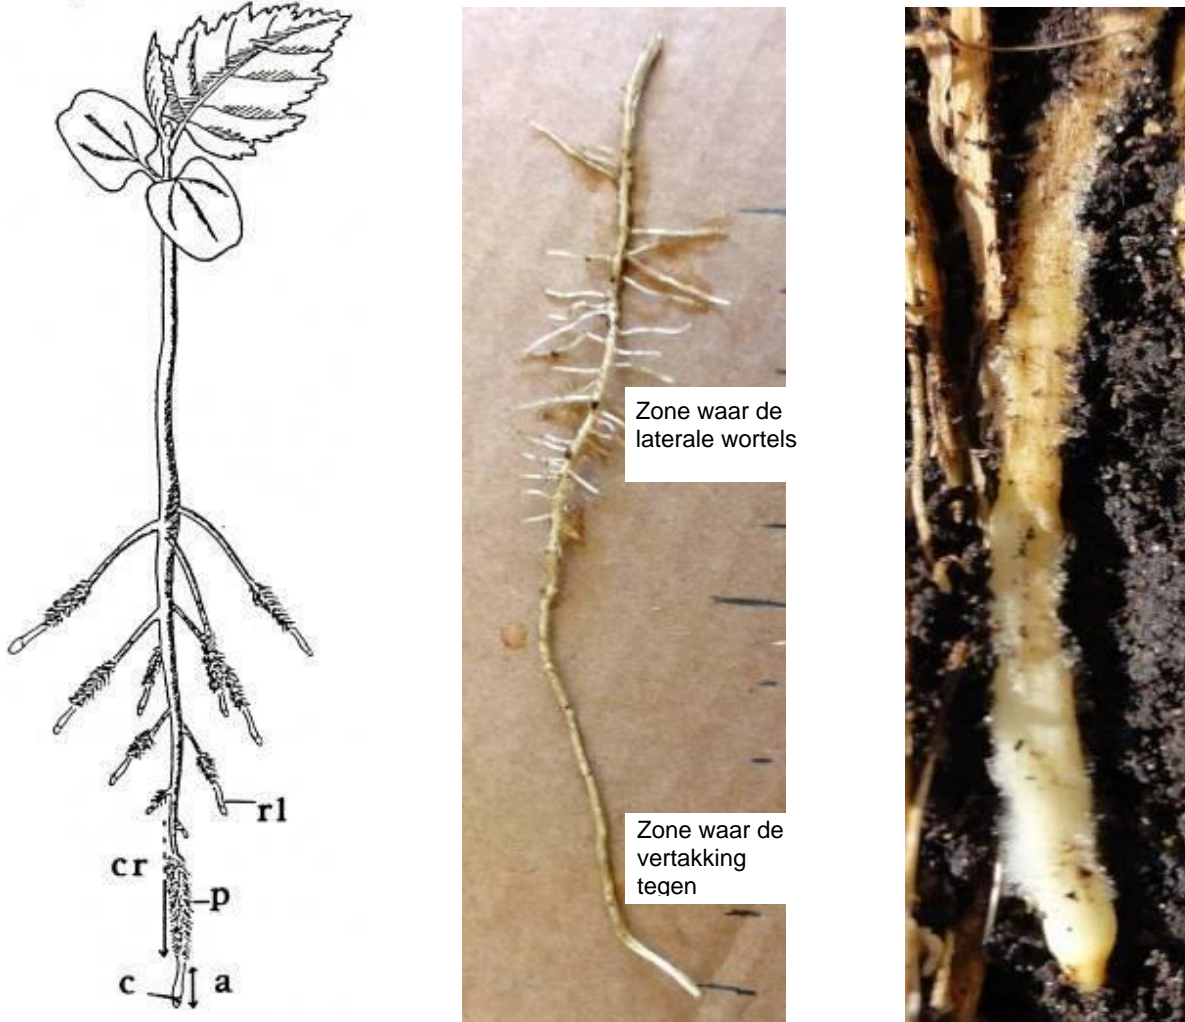 Zone waar de
laterale wortels
Zone waar de
vertakking
tegen
rl
cr
p
c
a